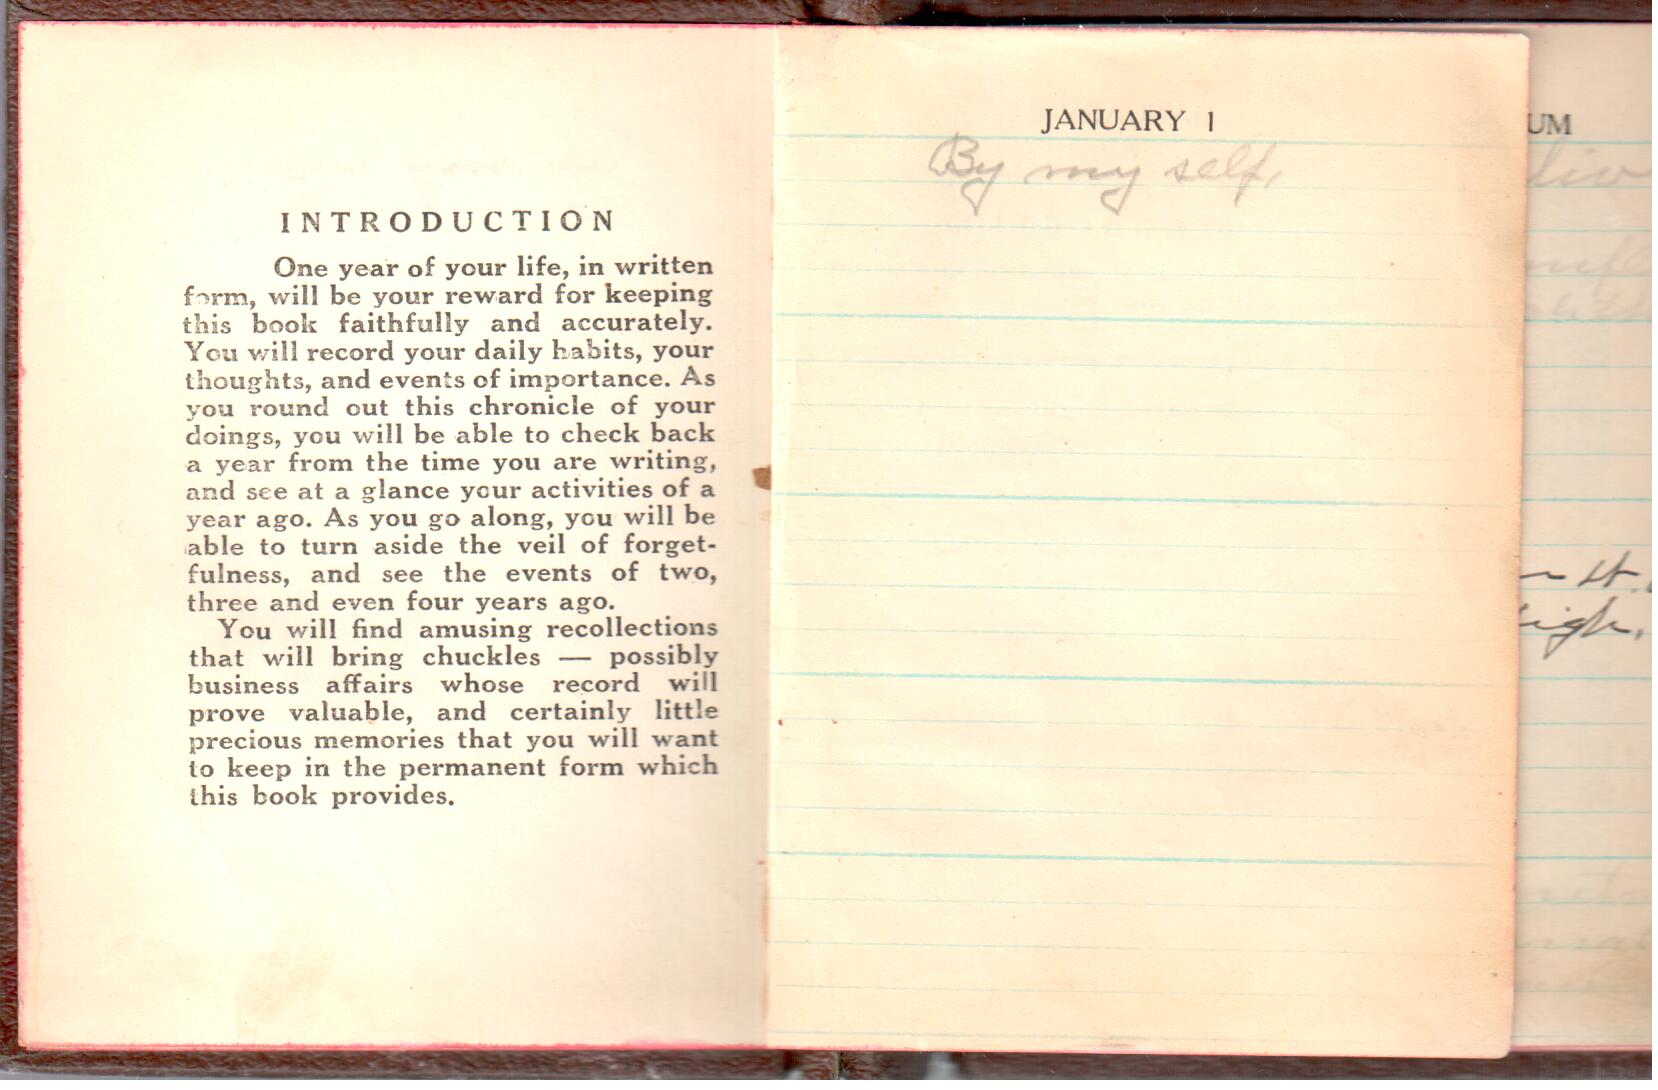 INTRODUCTION
One year of your life, in written
form, will be your reward for keeping
this book faithfully and accurately.
You will record your daily habits, your
thoughts, and events of importance. As
you round out this chronicle of your
doings, you will be able to check back
a year from the time you are writing,
and see at a glance your activities of a
year ago. As you go along, you will be
able to turn aside the veil of forget-
fulness, and see the events of two,
three and even four years ago.
You will find amusing recollections
that will bring chuckles — possibly
business affairs whose record will
prove valuable, and certainly little
precious memories that you will want
to keep in the permanent form which
this book provides.
JANUARY 1
By my self.
UM
H.